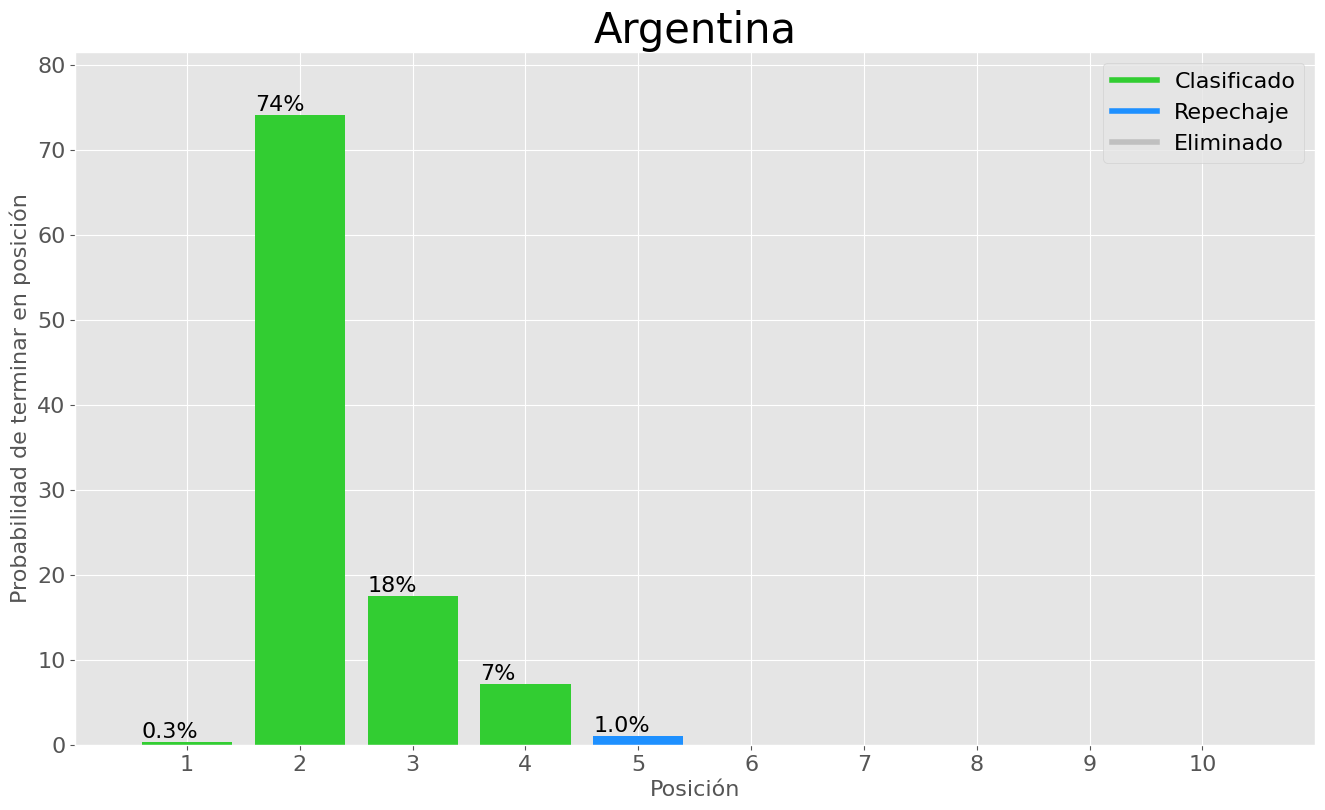 Argentina
Clasificado
Repechaje
Eliminado
Probabilidad de terminar en posición
80
70
60
50
40
30
20
10
0
0.3%
74%
18%
7%
1.0%
1 2 3 4 5 6 7 8 9 10
Posición